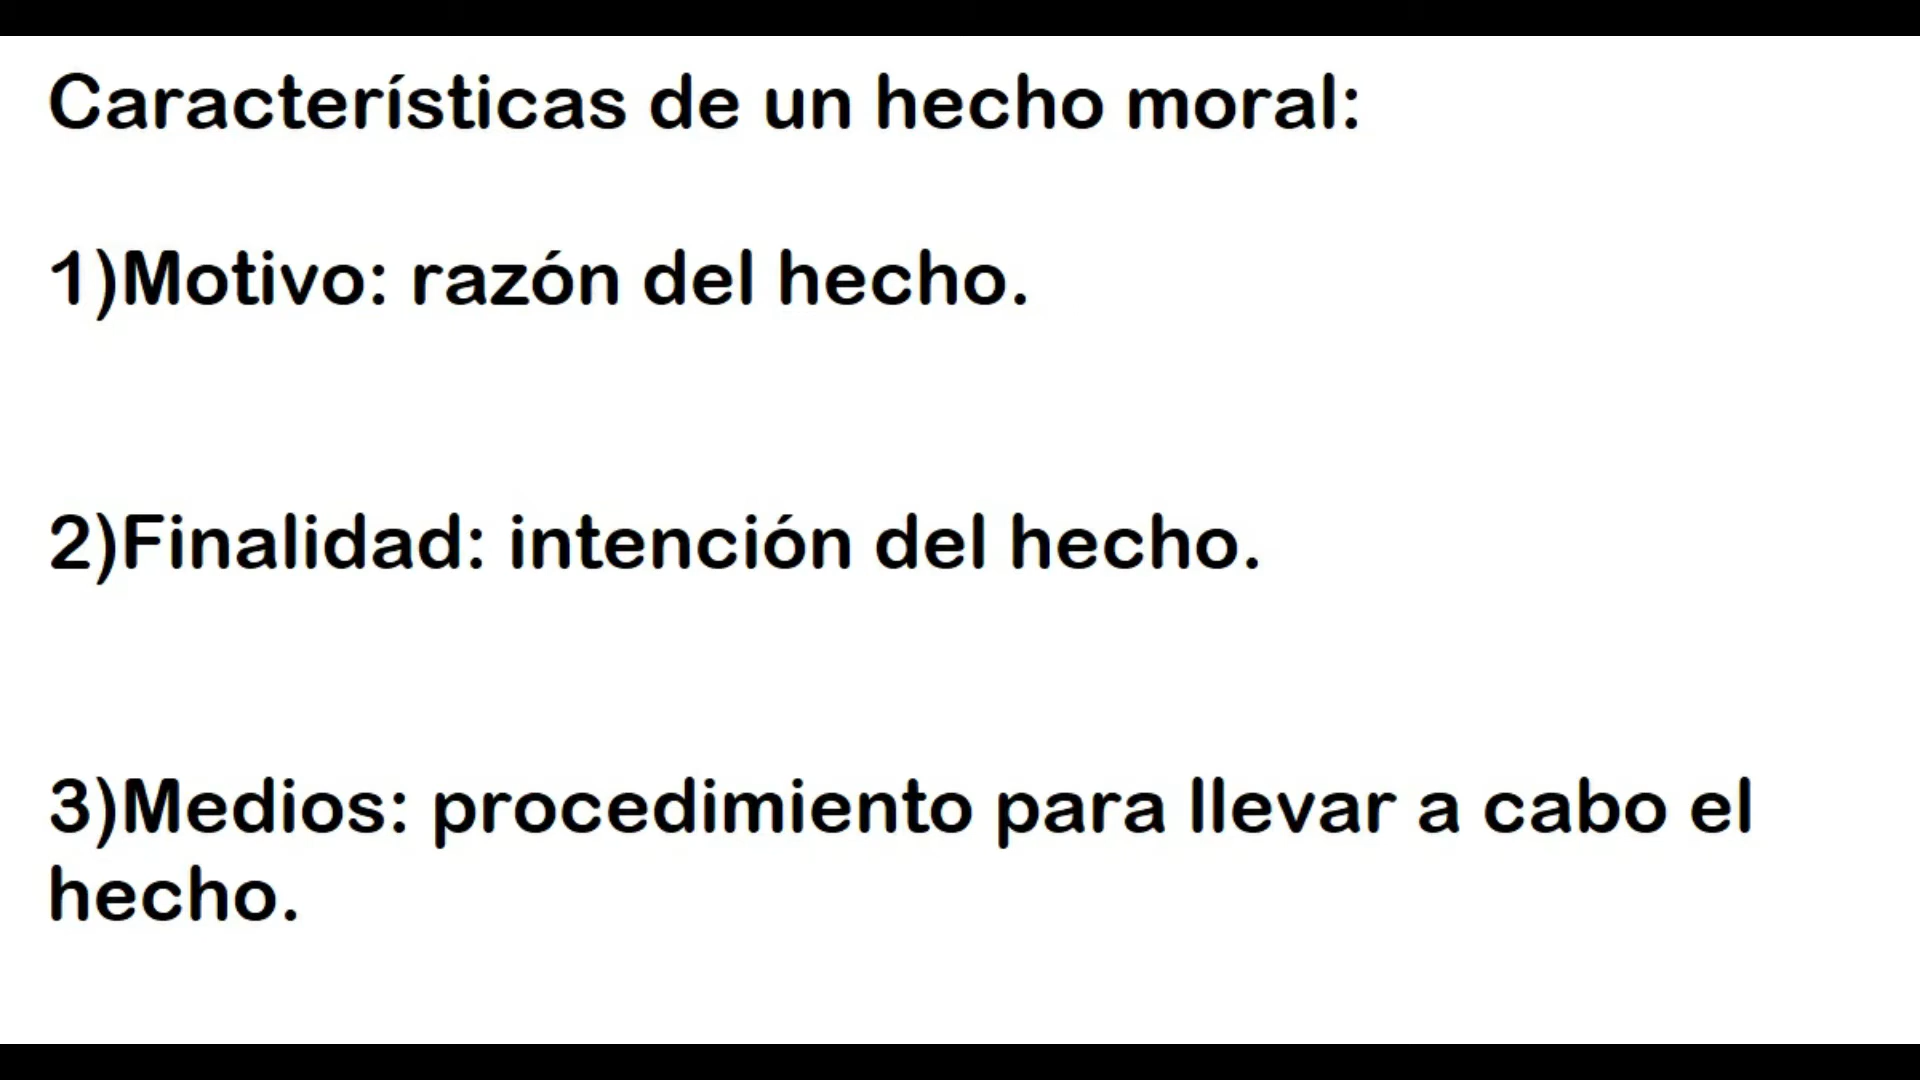 Características de un hecho moral:
1)Motivo: razón del hecho.
2)Finalidad: intención del hecho.
3)Medios: procedimiento para llevar a cabo el
hecho.